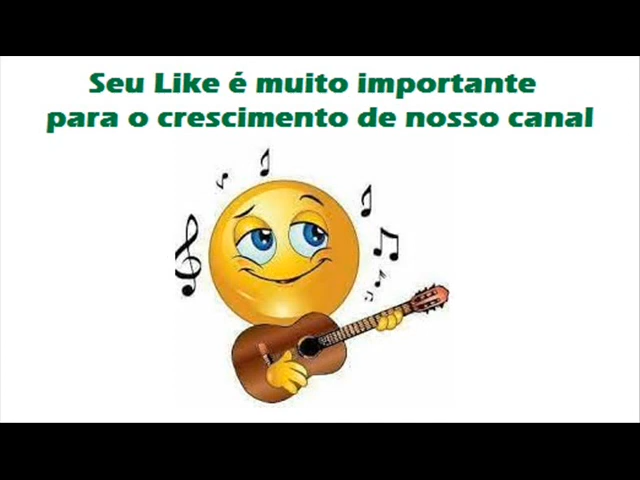 Seu Like é muito importante
para o crescimento de nosso canal